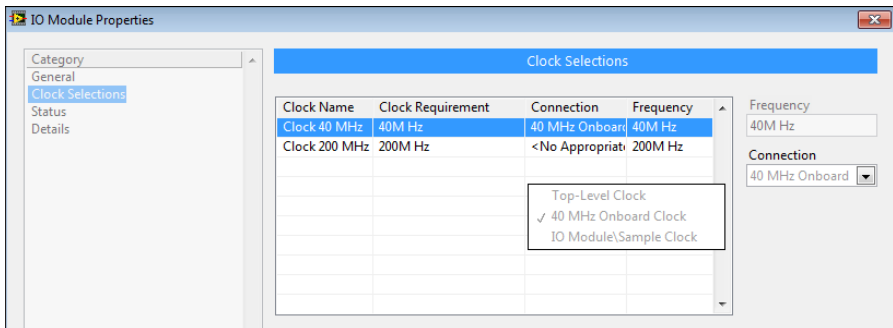 IO Module Properties
Category
General
Clock Selections
Status
Details
Clock Selections
Clock Name Clock Requirement Connection Frequency
Clock 40 MHz 40M Hz 40 MHz Onboard 40M Hz
Clock 200 MHz 200M Hz <No Appropriate 200M Hz
Top-Level Clock
✓ 40 MHz Onboard Clock
IO Module\Sample Clock
Frequency
40M Hz
Connection
40 MHz Onboard